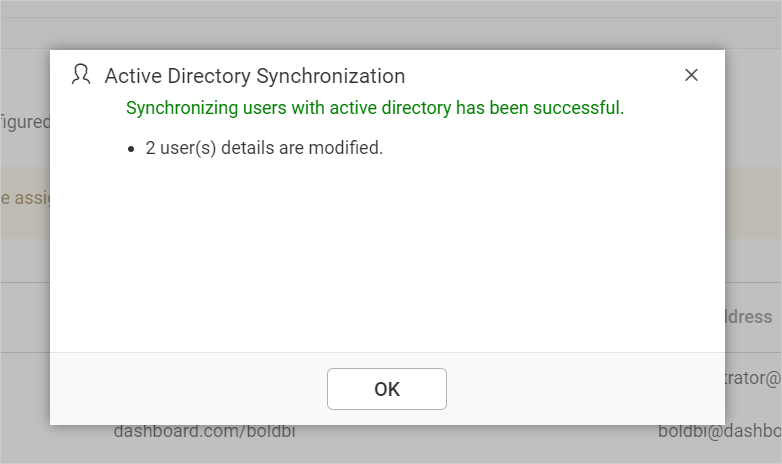 Active Directory Synchronization
Synchronizing users with active directory has been successful.
figured
2 user(s) details are modified.
e assig
ddress
trator@
OK
dashboard.com/boldbi boldbi@dashbo